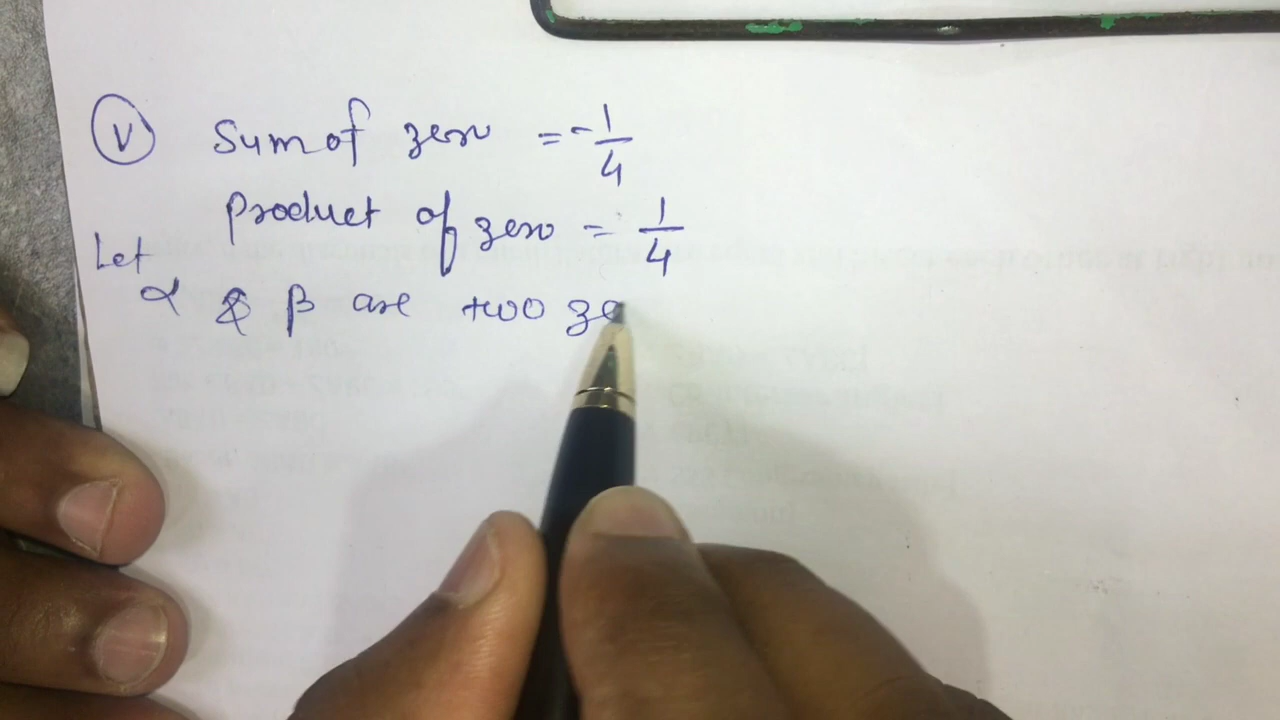 (V) Sum of zero = -1/4
Product of zero = 1/4
Let
α & β are two ze